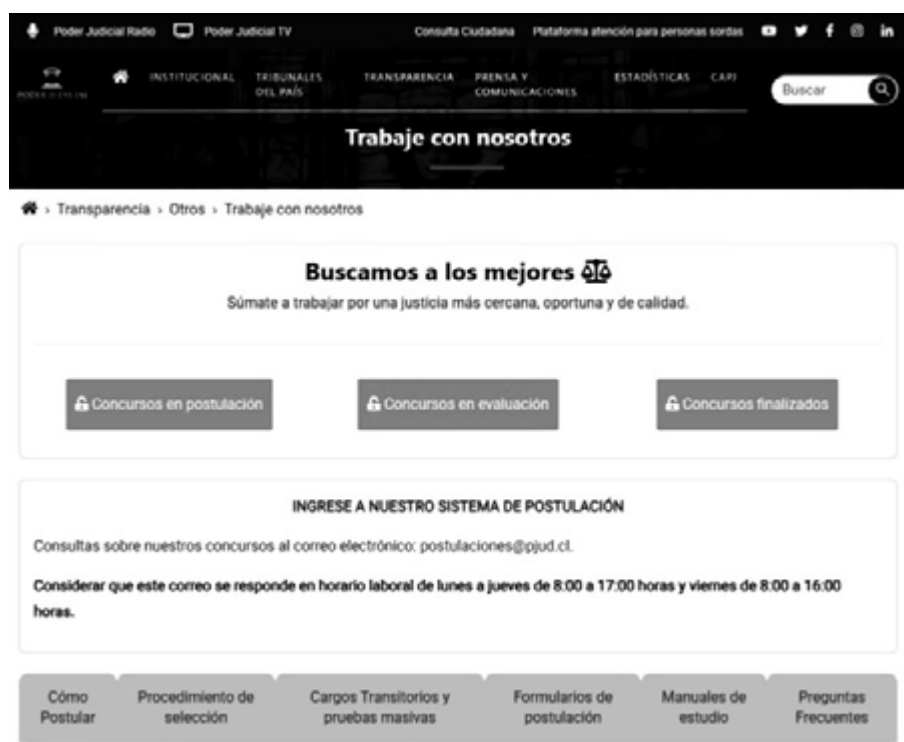 Poder Judicial Radio Poder Judicial TV Consulta Ciudadana Plataforma atención para personas sordas
INSTITUCIONAL TRIBUNALES DEL PAÍS TRANSPARENCIA PRENSA Y COMUNICACIONES ESTADÍSTICAS CAPJ
Buscar
Trabaje con nosotros
› Transparencia › Otros › Trabaje con nosotros
Buscamos a los mejores
Súmate a trabajar por una justicia más cercana, oportuna y de calidad.
Concursos en postulación Concursos en evaluación Concursos finalizados
INGRESE A NUESTRO SISTEMA DE POSTULACIÓN
Consultas sobre nuestros concursos al correo electrónico: postulaciones@pjud.cl.
Considerar que este correo se responde en horario laboral de lunes a jueves de 8:00 a 17:00 horas y viernes de 8:00 a 16:00
horas.
Cómo Postular
Procedimiento de selección
Cargos Transitorios y pruebas masivas
Formularios de postulación
Manuales de estudio
Preguntas Frecuentes